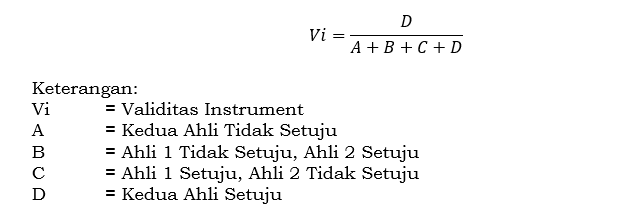 Vi = D / A + B + C + D
Keterangan:
Vi = Validitas Instrument
A = Kedua Ahli Tidak Setuju
B = Ahli 1 Tidak Setuju, Ahli 2 Setuju
C = Ahli 1 Setuju, Ahli 2 Tidak Setuju
D = Kedua Ahli Setuju